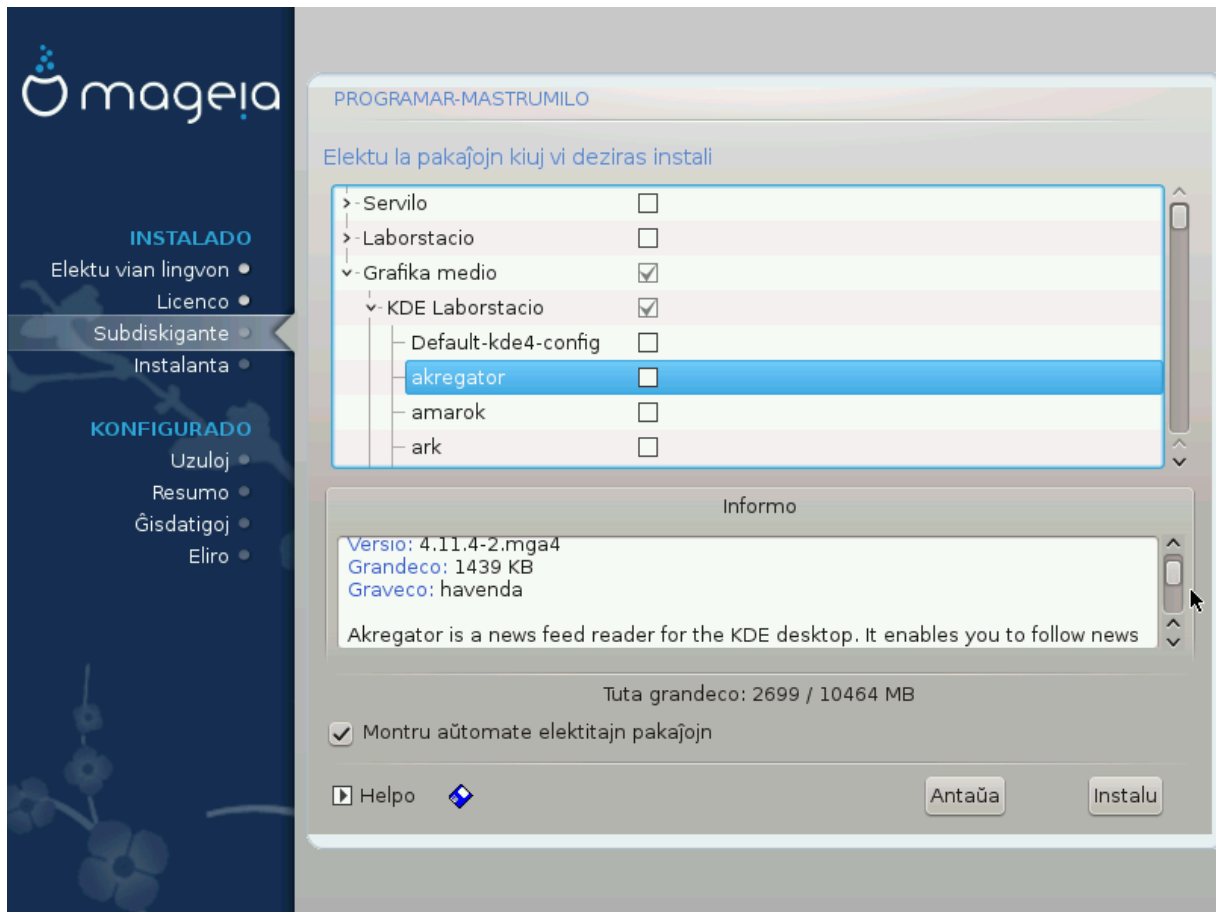 mageia
INSTALADO
Elektu vian lingvon
Licenco
Subdiskigante
Instalanta
KONFIGURADO
Uzuloj
Resumo
Ĝisdatigoj
Eliro
PROGRAMAR-MASTRUMILO
Elektu la pakaĵojn kiuj vi deziras instali
Servilo
Laborstacio
Grafika medio
KDE Laborstacio
Default-kde4-config
akregator
amarok
ark
Informo
Versio: 4.11.4-2.mga4
Grandeco: 1439 KB
Graveco: havenda
Akregator is a news feed reader for the KDE desktop. It enables you to follow news
Tuta grandeco: 2699 / 10464 MB
Montru aŭtomate elektitajn pakaĵojn
Helpo
Antaŭa
Instalu